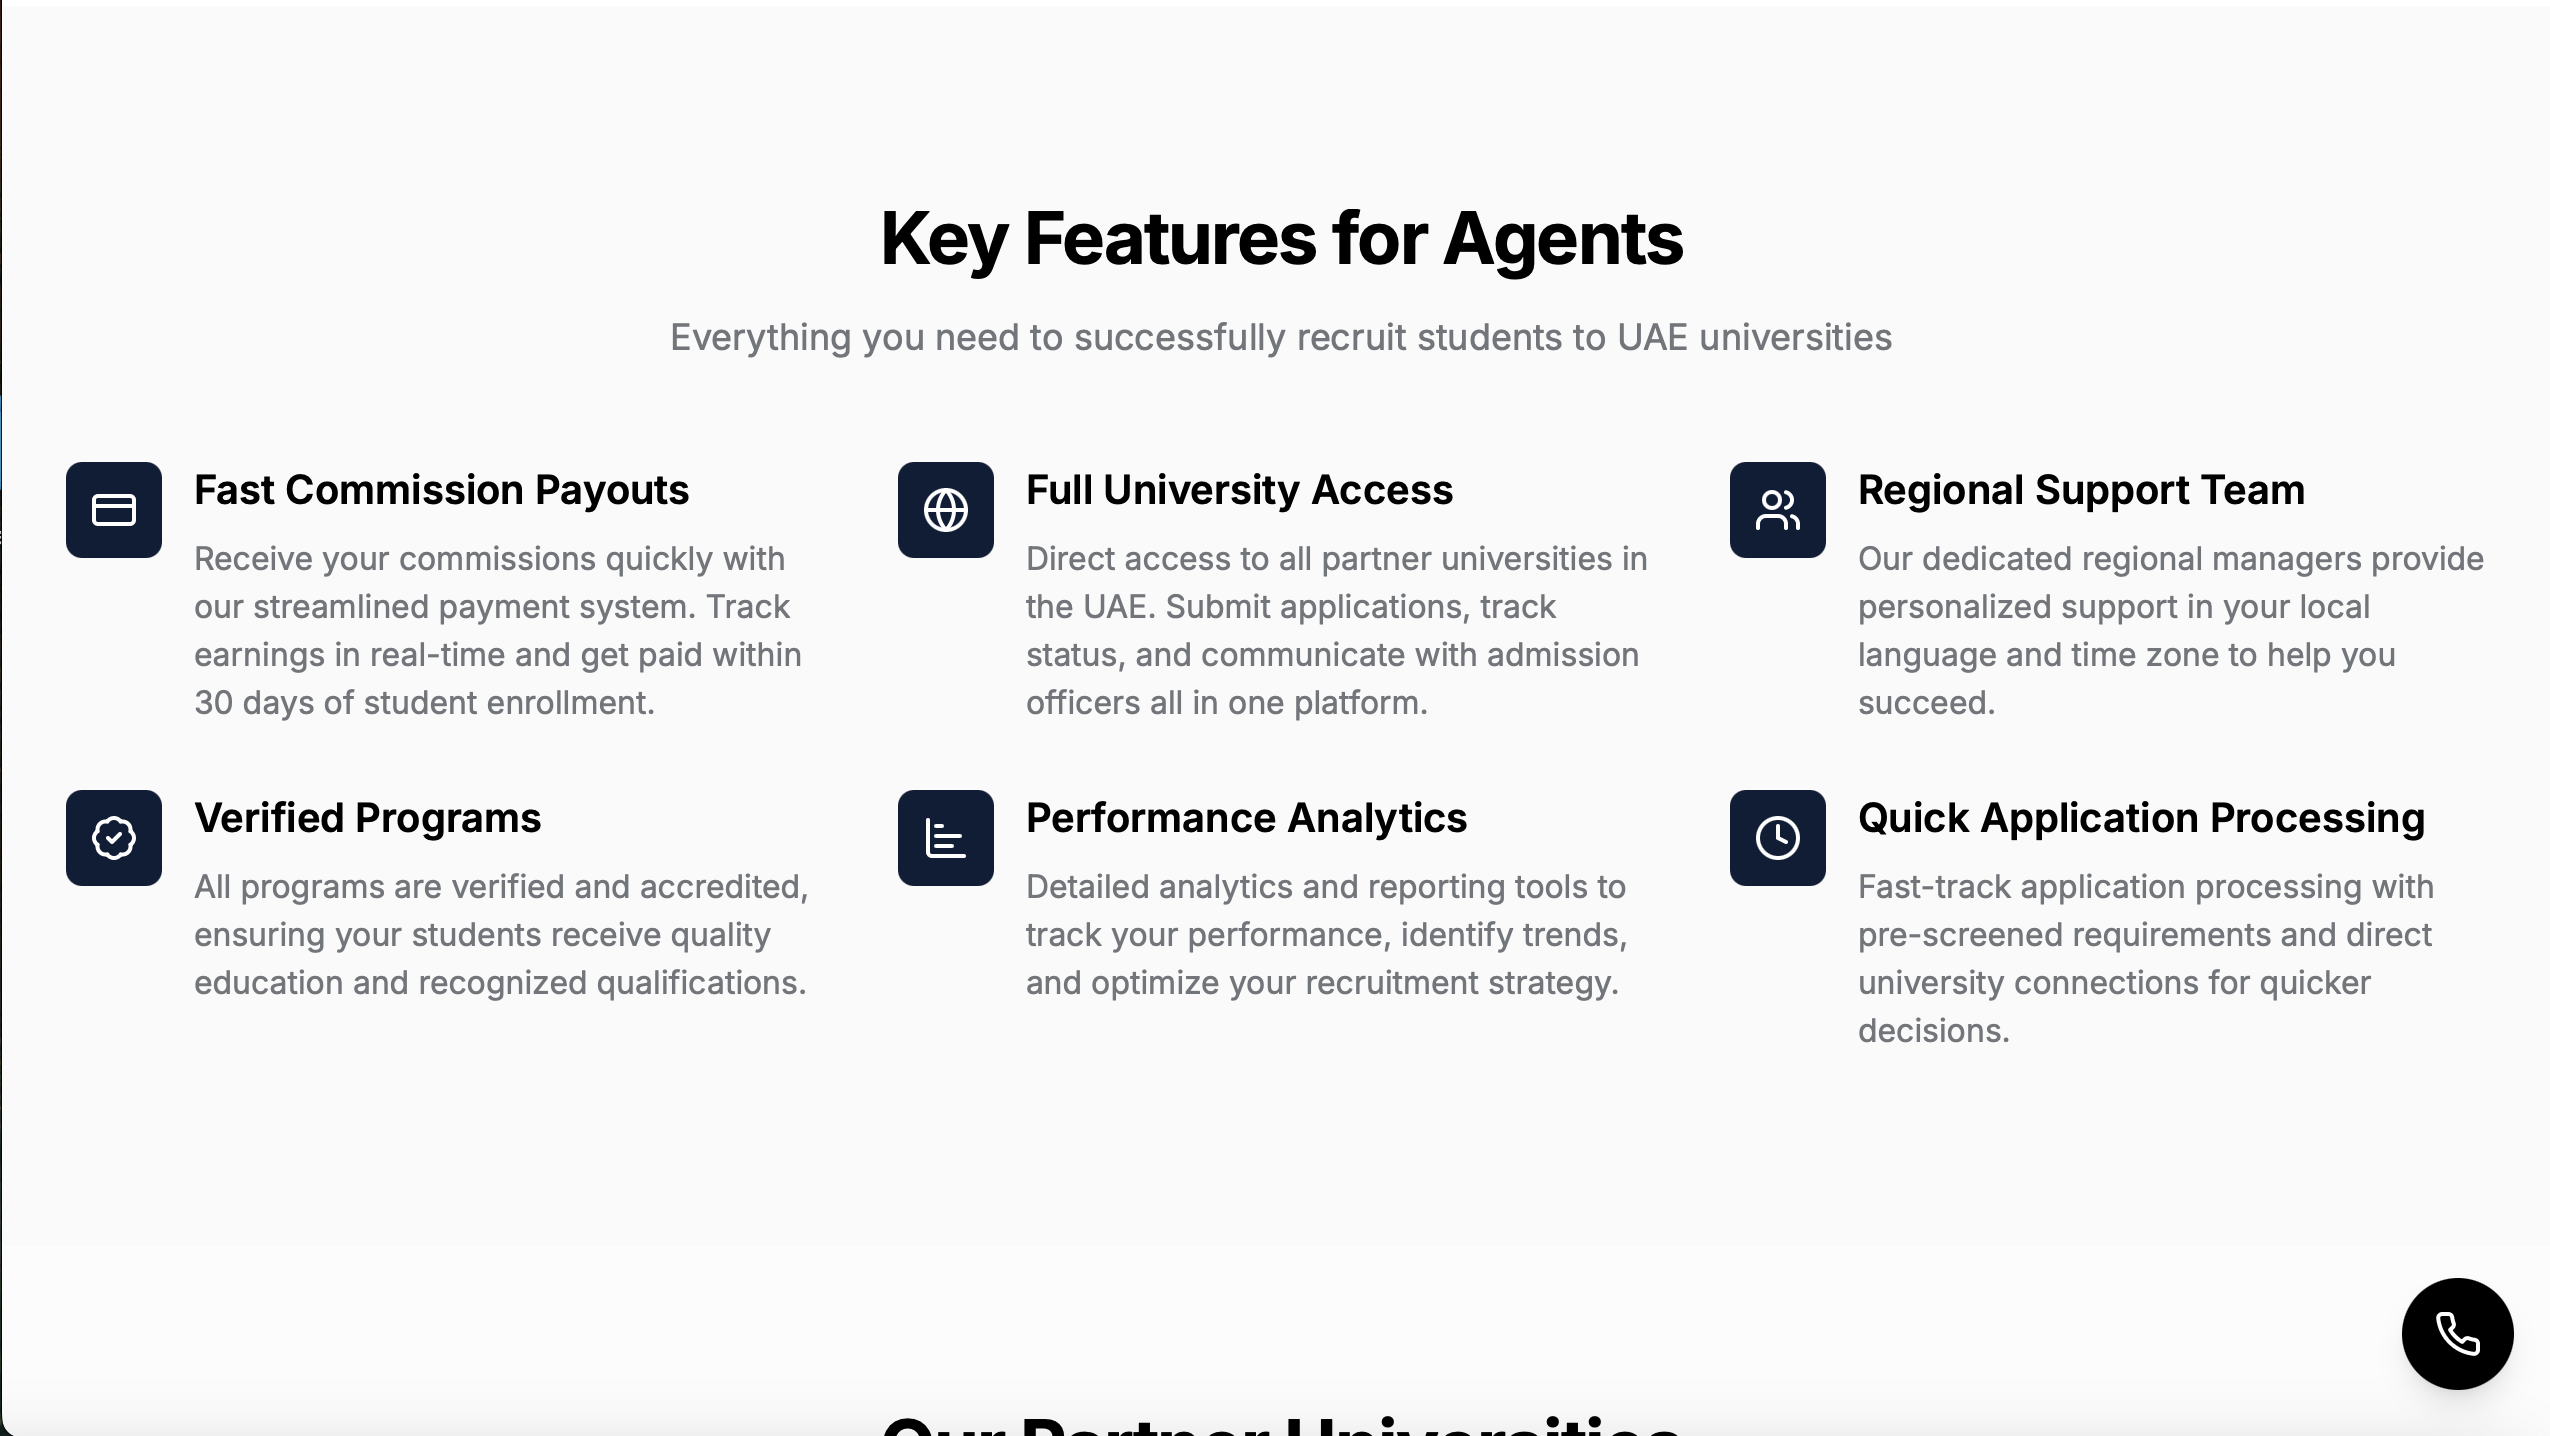 Key Features for Agents
Everything you need to successfully recruit students to UAE universities
Fast Commission Payouts
Receive your commissions quickly with
our streamlined payment system. Track
earnings in real-time and get paid within
30 days of student enrollment.
Full University Access
Direct access to all partner universities in
the UAE. Submit applications, track
status, and communicate with admission
officers all in one platform.
Regional Support Team
Our dedicated regional managers provide
personalized support in your local
language and time zone to help you
succeed.
Verified Programs
All programs are verified and accredited,
ensuring your students receive quality
education and recognized qualifications.
Performance Analytics
Detailed analytics and reporting tools to
track your performance, identify trends,
and optimize your recruitment strategy.
Quick Application Processing
Fast-track application processing with
pre-screened requirements and direct
university connections for quicker
decisions.
Our Partner Universities